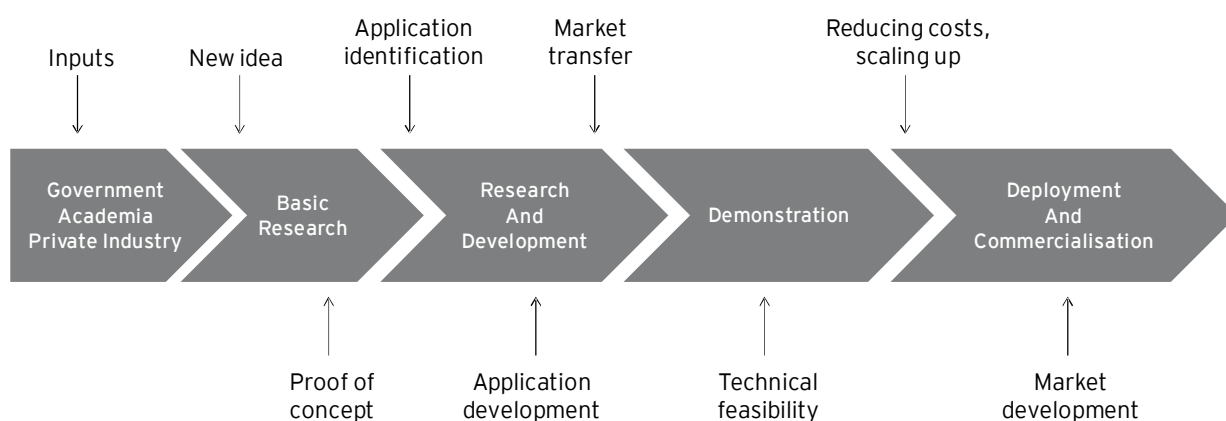 Inputs
New idea
Application
identification
Market
transfer
Reducing costs,
scaling up
Government
Academia
Private Industry
Basic
Research
Research
And
Development
Demonstration
Deployment
And
Commercialisation
Proof of
concept
Application
development
Technical
feasibility
Market
development